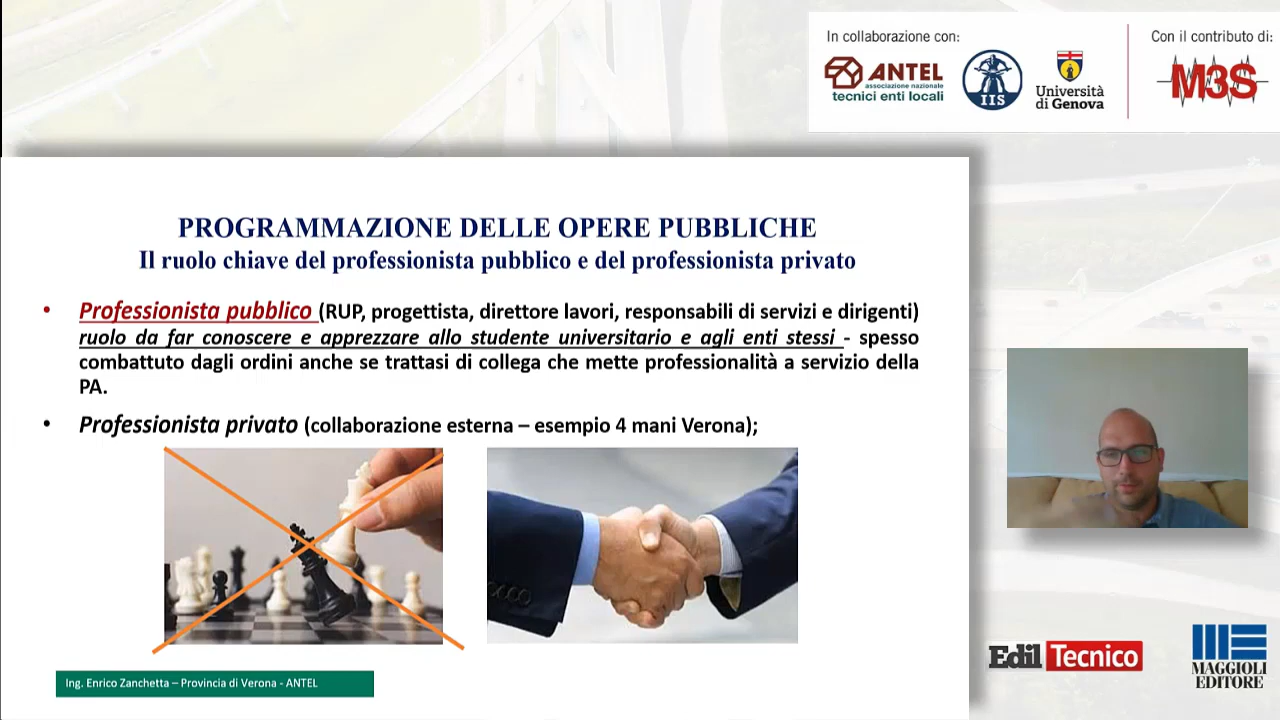 In collaborazione con:
Con il contributo di:
ANTEL
associazione nazionale
tecnici enti locali
IIS
Università
di Genova
M3S
PROGRAMMAZIONE DELLE OPERE PUBBLICHE
Il ruolo chiave del professionista pubblico e del professionista privato
• Professionista pubblico (RUP, progettista, direttore lavori, responsabili di servizi e dirigenti)
ruolo da far conoscere e apprezzare allo studente universitario e agli enti stessi - spesso
combattuto dagli ordini anche se trattasi di collega che mette professionalità a servizio della
PA.
• Professionista privato (collaborazione esterna – esempio 4 mani Verona);
Ing. Enrico Zanchetta – Provincia di Verona - ANTEL
Edil Tecnico
MAGGIOLI
EDITORE